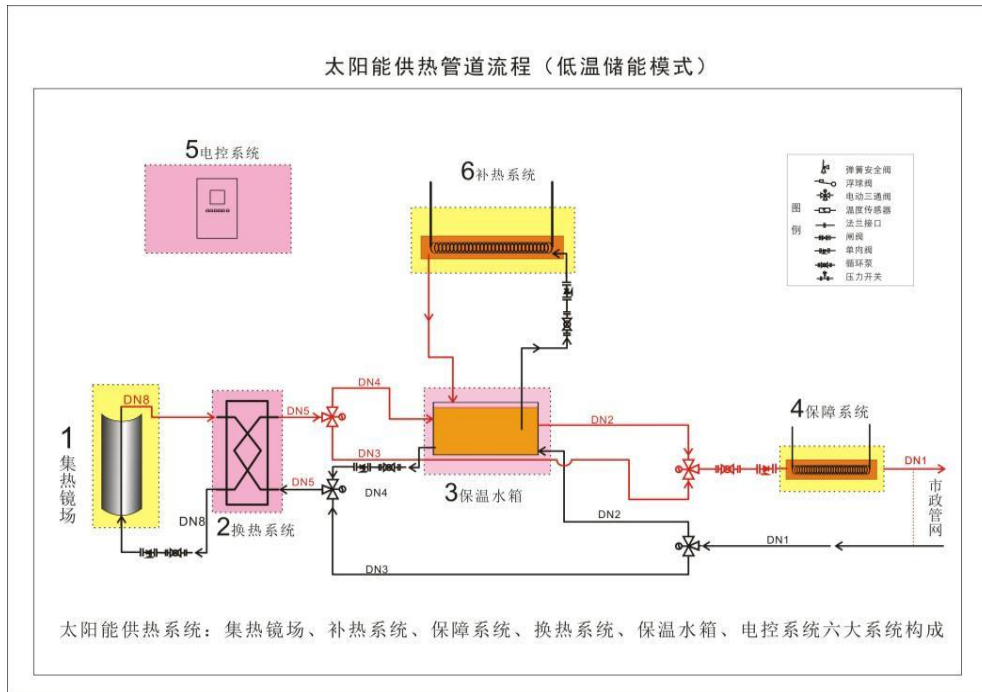 太阳能供热管道流程（低温储能模式）
5电控系统
6补热系统
图例
弹簧安全阀
浮球阀
电动三通阀
温度传感器
法兰接口
闸阀
单向阀
循环泵
压力开关
DN8
DN5
DN4
DN3
DN2
4保障系统
DN1
1集热镜场
DN5
DN4
3保温水箱
DN8
2换热系统
DN2
DN3
DN1
市政管网
太阳能供热系统：集热镜场、补热系统、保障系统、换热系统、保温水箱、电控系统六大系统构成